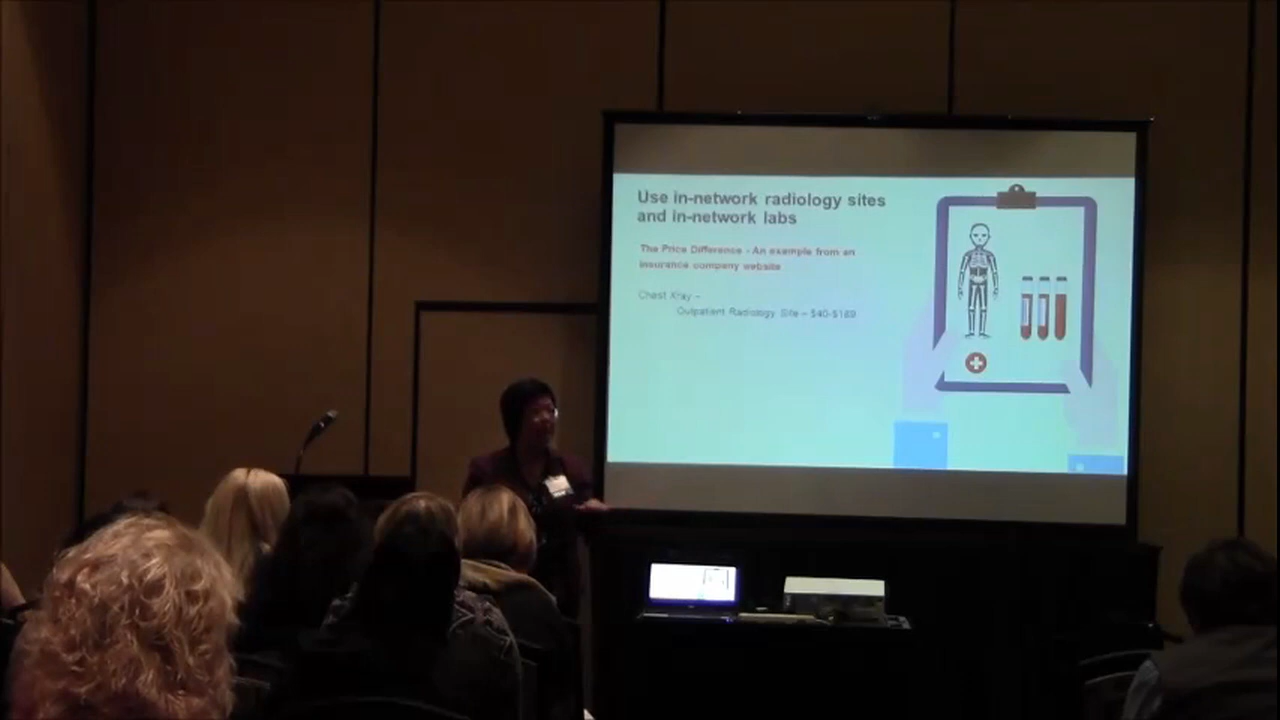 Use in-network radiology sites
and in-network labs
The Price Difference - An example from an
insurance company website
Chest Xray –
Outpatient Radiology Site – $40-$169